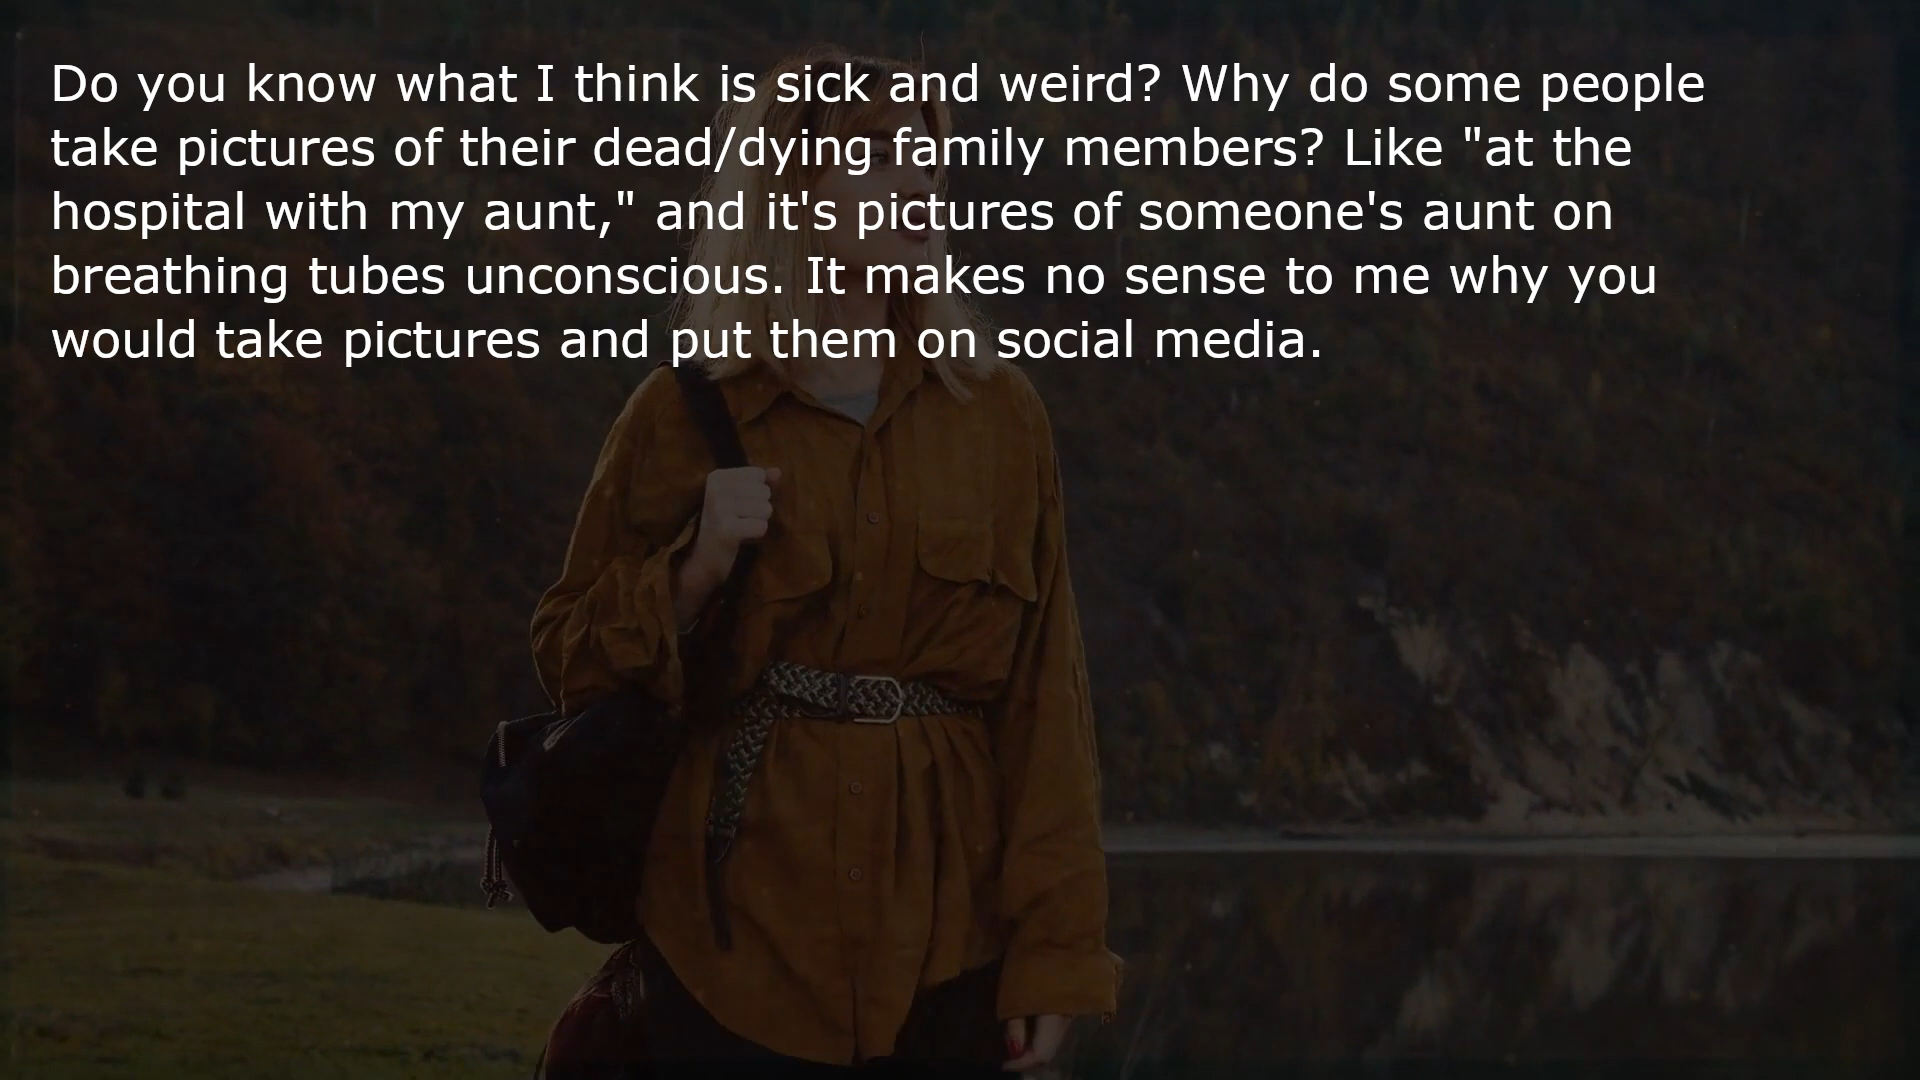 Do you know what I think is sick and weird? Why do some people
take pictures of their dead/dying family members? Like "at the
hospital with my aunt," and it's pictures of someone's aunt on
breathing tubes unconscious. It makes no sense to me why you
would take pictures and put them on social media.